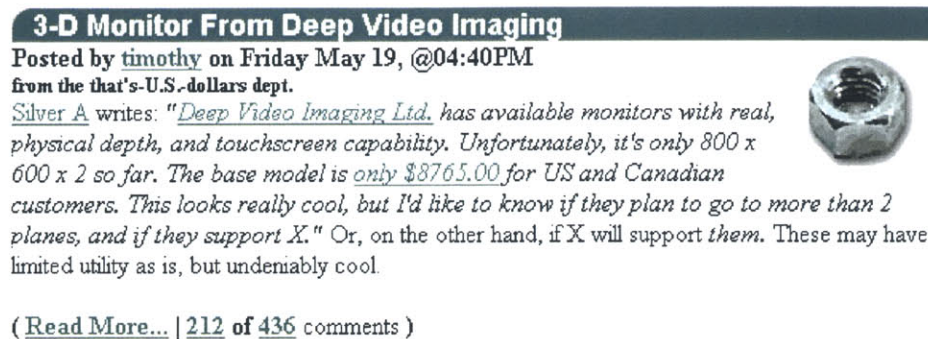 3-D Monitor From Deep Video Imaging
Posted by timothy on Friday May 19, @04:40PM
from the that's-U.S.-dollars dept.
Silver A writes: "Deep Video Imaging Ltd. has available monitors with real,
physical depth, and touchscreen capability. Unfortunately, it's only 800 x
600 x 2 so far. The base model is only $8765.00 for US and Canadian
customers. This looks really cool, but I'd like to know if they plan to go to more than 2
planes, and if they support X." Or, on the other hand, if X will support them. These may have
limited utility as is, but undeniably cool.
( Read More... | 212 of 436 comments )